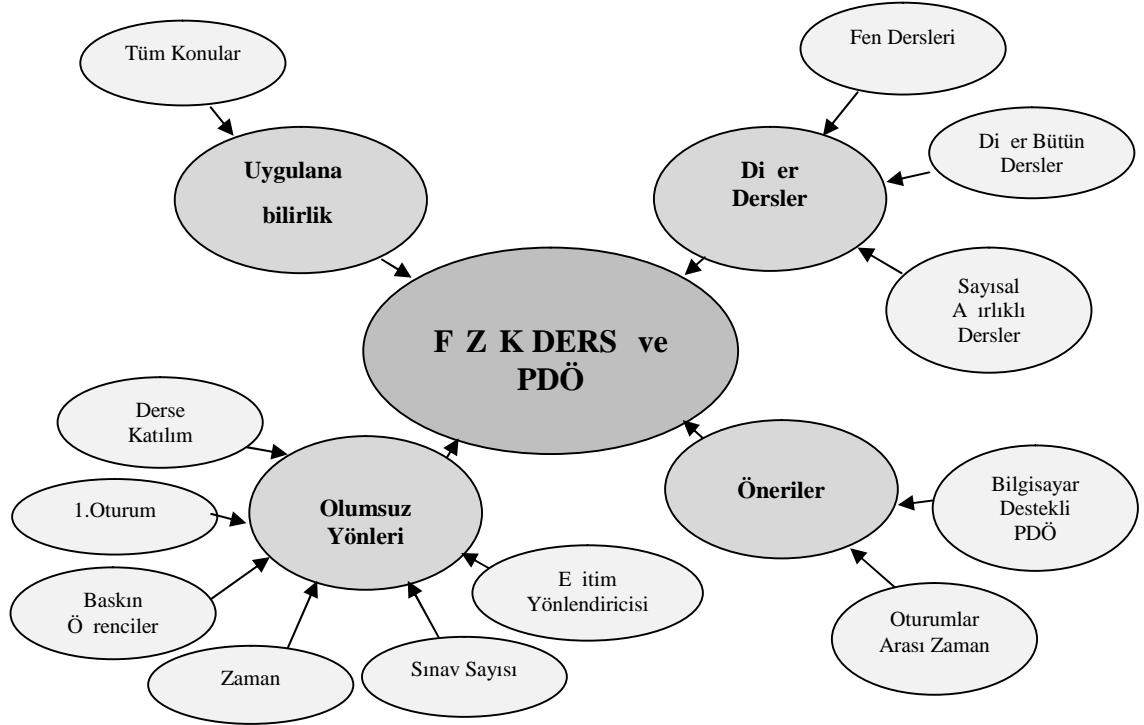 Tüm Konular
Uygulana
bilirlik
Fen Dersleri
Di er Bütün
Dersler
Di er
Dersler
Sayısal
A ırlıklı
Dersler
F Z K DERS ve
PDÖ
Derse
Katılım
1.Oturum
Baskın
Ö renciler
Zaman
Sınav Sayısı
E itim
Yönlendiricisi
Olumsuz
Yönleri
Öneriler
Bilgisayar
Destekli
PDÖ
Oturumlar
Arası Zaman